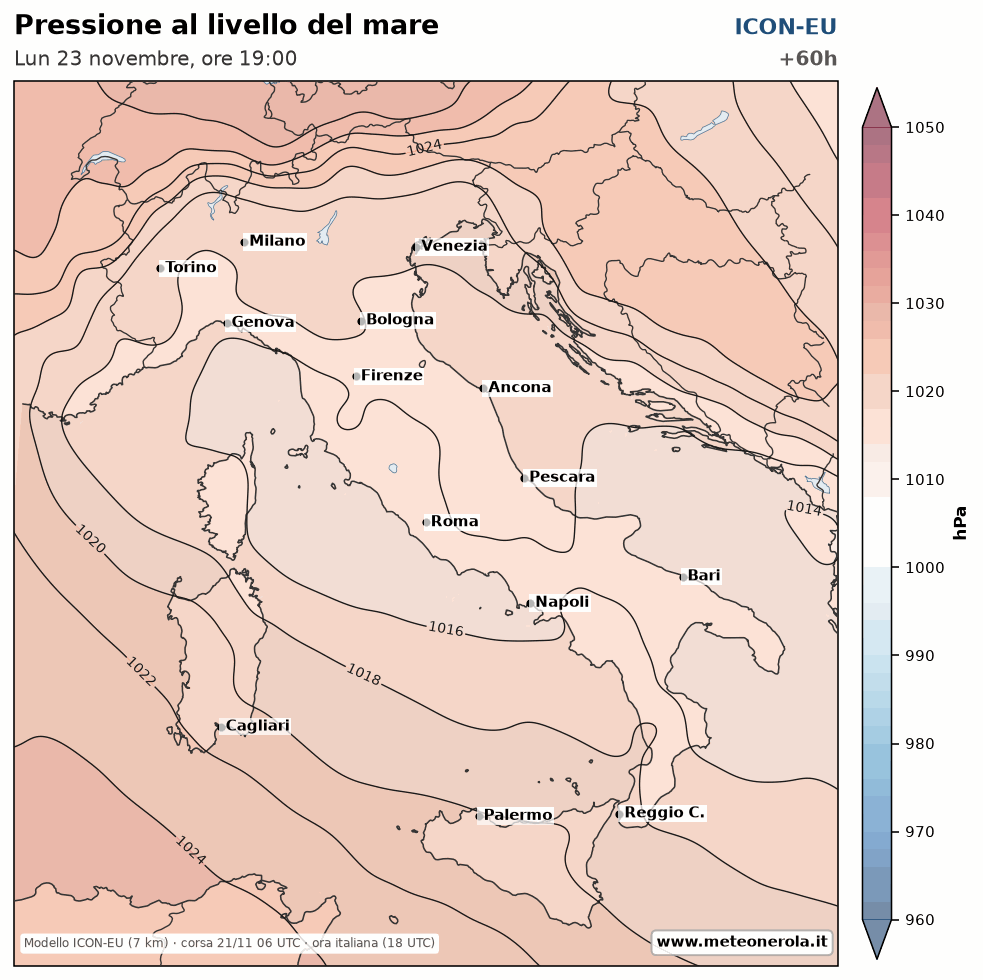 Pressione al livello del mare
ICON-EU
Lun 23 novembre, ore 19:00
+60h
1024
Milano
Venezia
Torino
Genova
Bologna
Firenze
Ancona
Pescara
1014
Roma
1020
Bari
Napoli
1016
1018
1022
Cagliari
Palermo
Reggio C.
1024
Modello ICON-EU (7 km) · corsa 21/11 06 UTC · ora italiana (18 UTC)
www.meteonerola.it
1050
1040
1030
1020
1010
1000
990
980
970
960
hPa